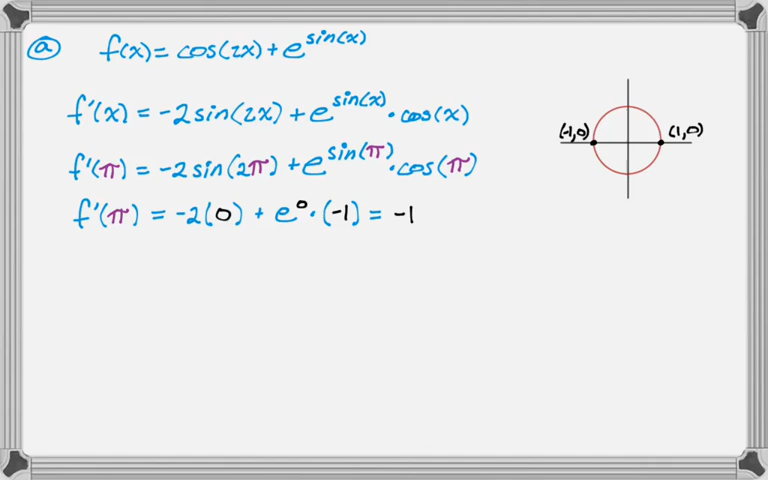 ⓐ f(x) = cos(2x) + e^sin(x)
f'(x) = -2sin(2x) + e^sin(x) · cos(x)
(-1,0) (1,0)
f'(π) = -2sin(2π) + e^sin(π) · cos(π)
f'(π) = -2(0) + e^0 · (-1) = -1